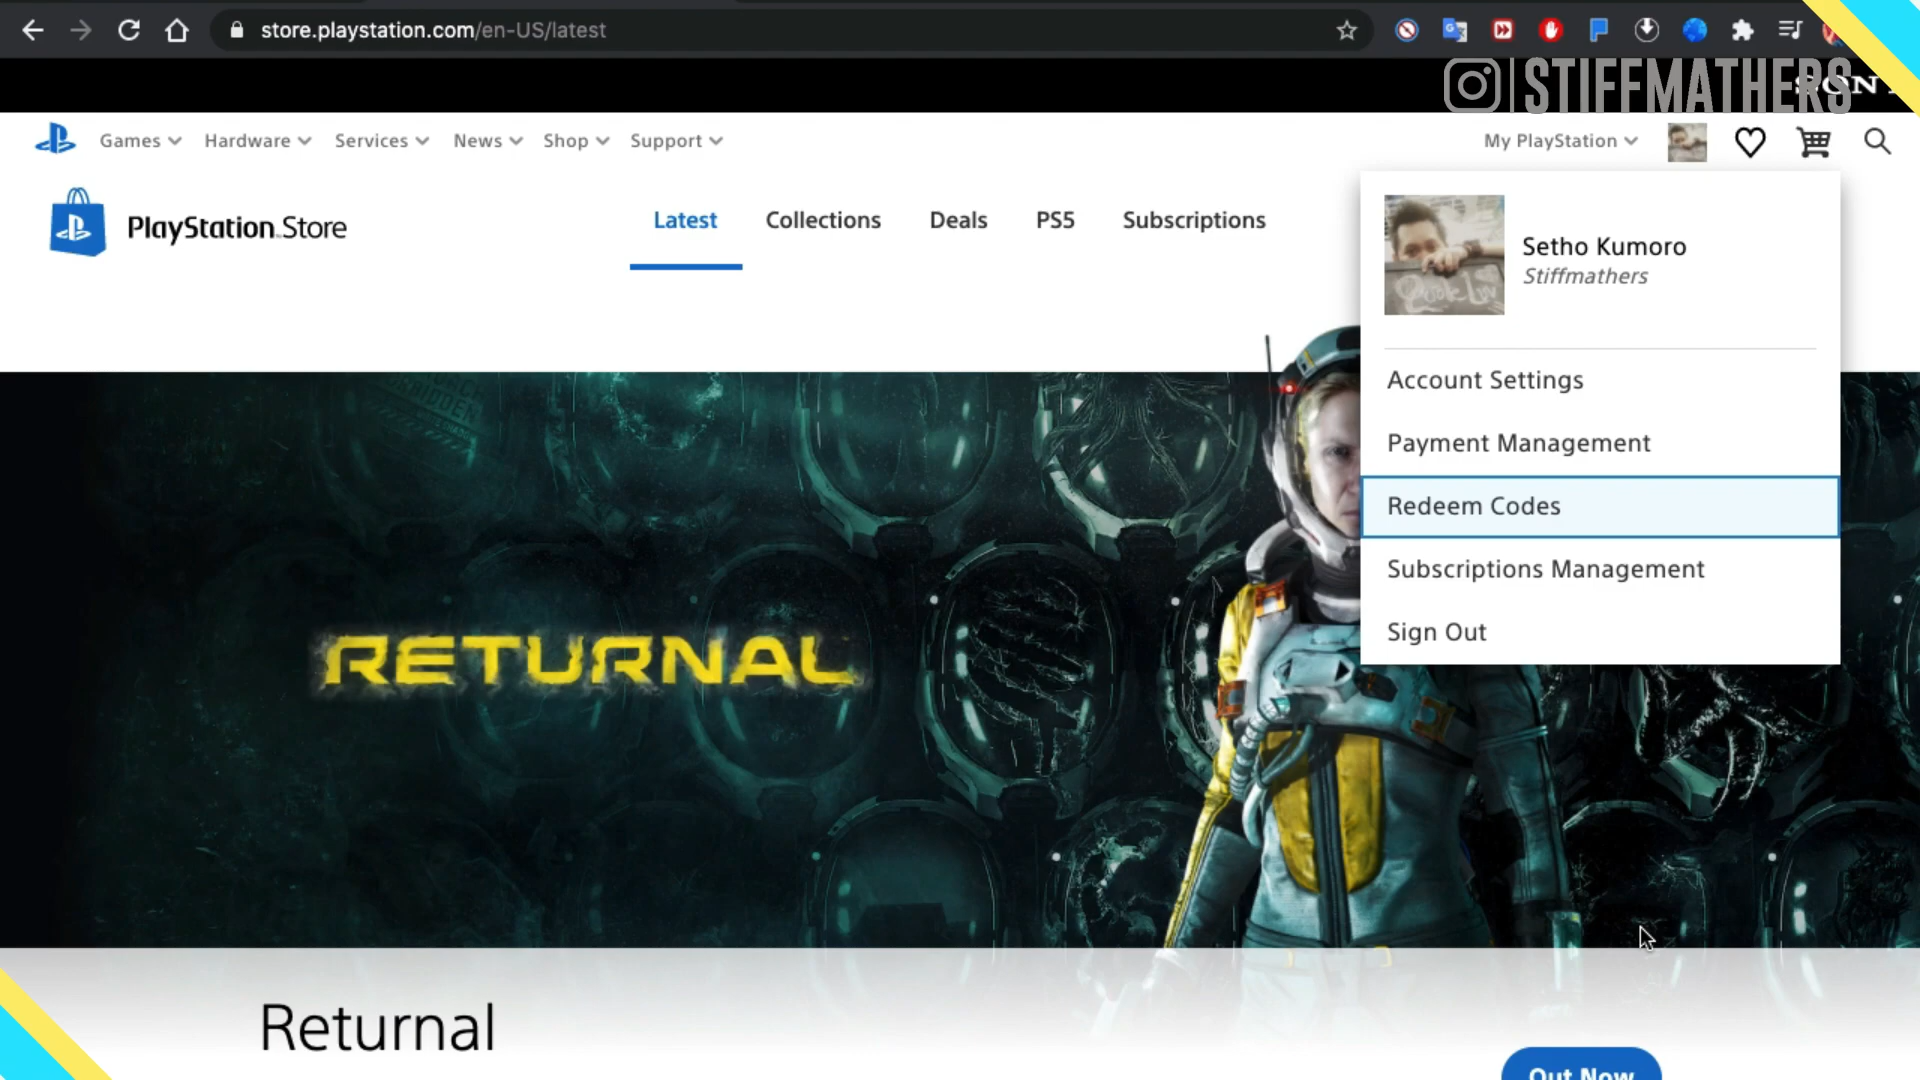 store.playstation.com/en-US/latest
SONY
STIFFMATHERS
Games
Hardware
Services
News
Shop
Support
My PlayStation
PlayStation Store
Latest
Collections
Deals
PS5
Subscriptions
Setho Kumoro
Stiffmathers
Account Settings
Payment Management
Redeem Codes
Subscriptions Management
Sign Out
RETURNAL
Returnal
Out Now